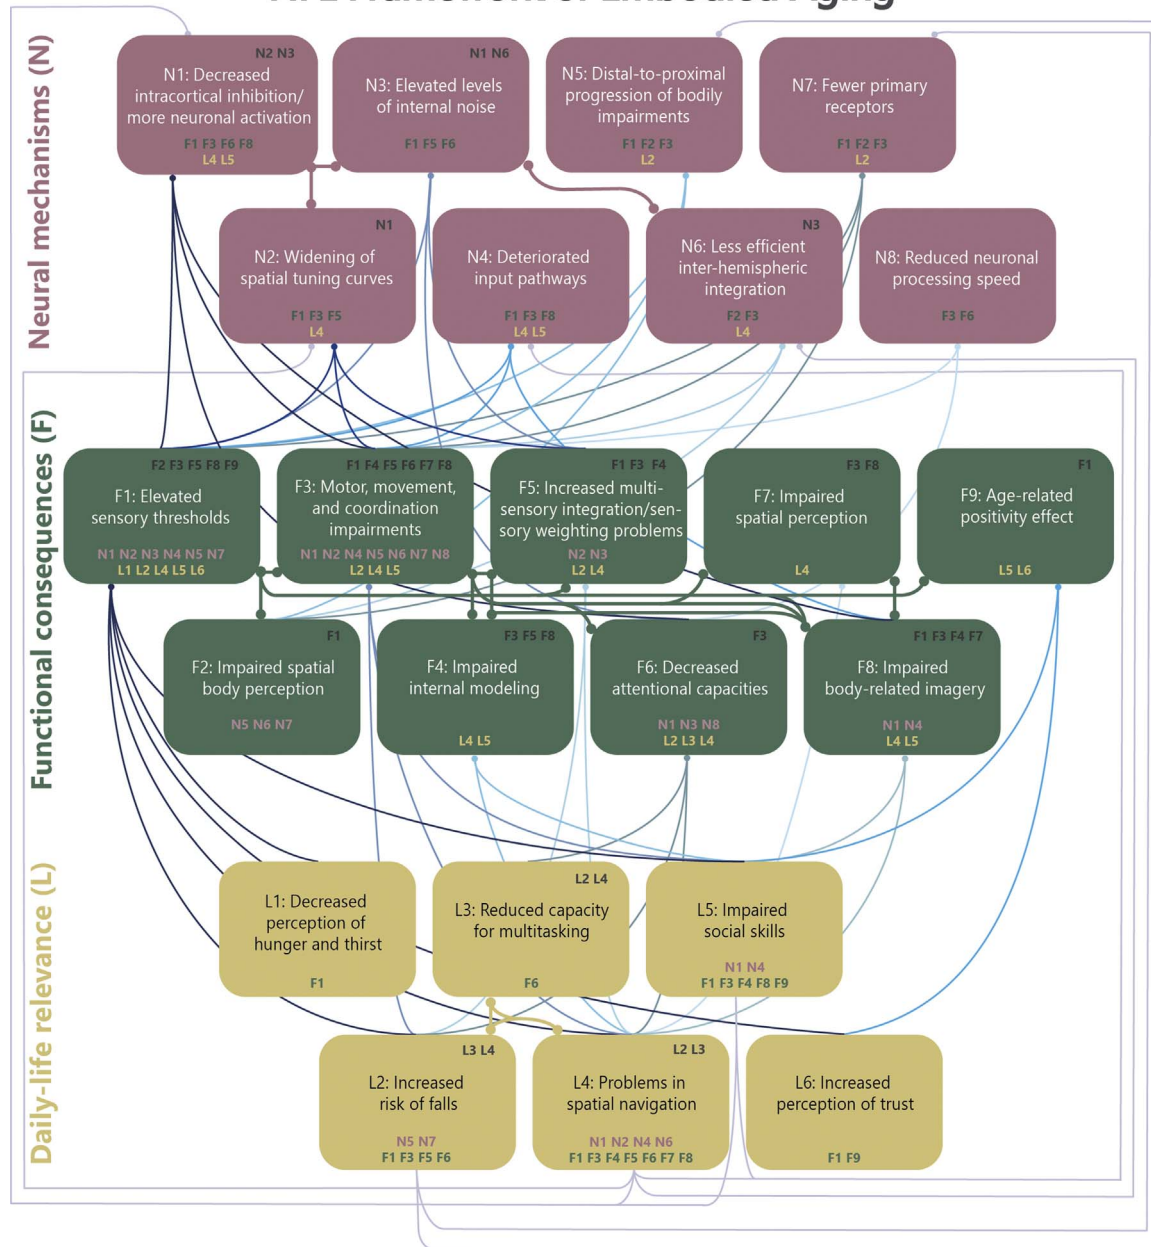 Neural mechanisms (N)
N2 N3
N1: Decreased
intracortical inhibition/
more neuronal activation
F1 F3 F6 F8
L4 L5
N1 N6
N3: Elevated levels
of internal noise
F1 F5 F6
N5: Distal-to-proximal
progression of bodily
impairments
F1 F2 F3
L2
N7: Fewer primary
receptors
F1 F2 F3
L2
N1
N2: Widening of
spatial tuning curves
F1 F3 F5
L4
N4: Deteriorated
input pathways
F1 F3 F8
L4 L5
N3
N6: Less efficient
inter-hemispheric
integration
F2 F3
L4
N8: Reduced neuronal
processing speed
F3 F6
Functional consequences (F)
F2 F3 F5 F8 F9
F1: Elevated
sensory thresholds
N1 N2 N3 N4 N5 N7
L1 L2 L4 L5 L6
F1 F4 F5 F6 F7 F8
F3: Motor, movement,
and coordination
impairments
N1 N2 N4 N5 N6 N7 N8
L2 L4 L5
F1 F3 F4
F5: Increased multi-
sensory integration/sen-
sory weighting problems
N2 N3
L2 L4
F3 F8
F7: Impaired
spatial perception
L4
F1
F9: Age-related
positivity effect
L5 L6
F1
F2: Impaired spatial
body perception
N5 N6 N7
F3 F5 F8
F4: Impaired
internal modeling
L4 L5
F3
F6: Decreased
attentional capacities
N1 N3 N8
L2 L3 L4
F1 F3 F4 F7
F8: Impaired
body-related imagery
N1 N4
L4 L5
Daily-life relevance (L)
L1: Decreased
perception of
hunger and thirst
F1
L2 L4
L3: Reduced capacity
for multitasking
F6
L5: Impaired
social skills
N1 N4
F1 F3 F4 F8 F9
L3 L4
L2: Increased
risk of falls
N5 N7
F1 F3 F5 F6
L2 L3
L4: Problems in
spatial navigation
N1 N2 N4 N6
F1 F3 F4 F5 F6 F7 F8
L6: Increased
perception of trust
F1 F9